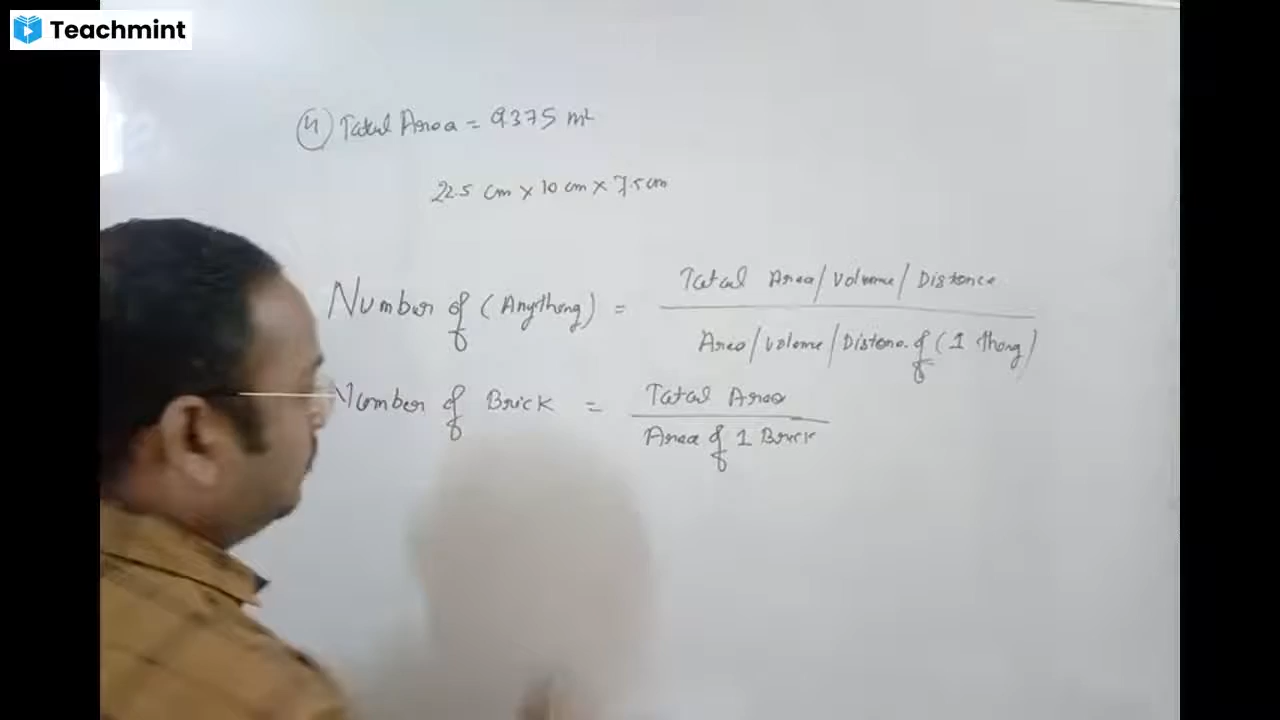 Teachmint
4 Total Area = 9375 m²
22.5 cm x 10 cm x 7.5 cm
Number of (Anything) = Total Area/Volume/Distance
Area/Volume/Distance of (1 thing)
Number of Brick = Total Area
Area of 1 Brick